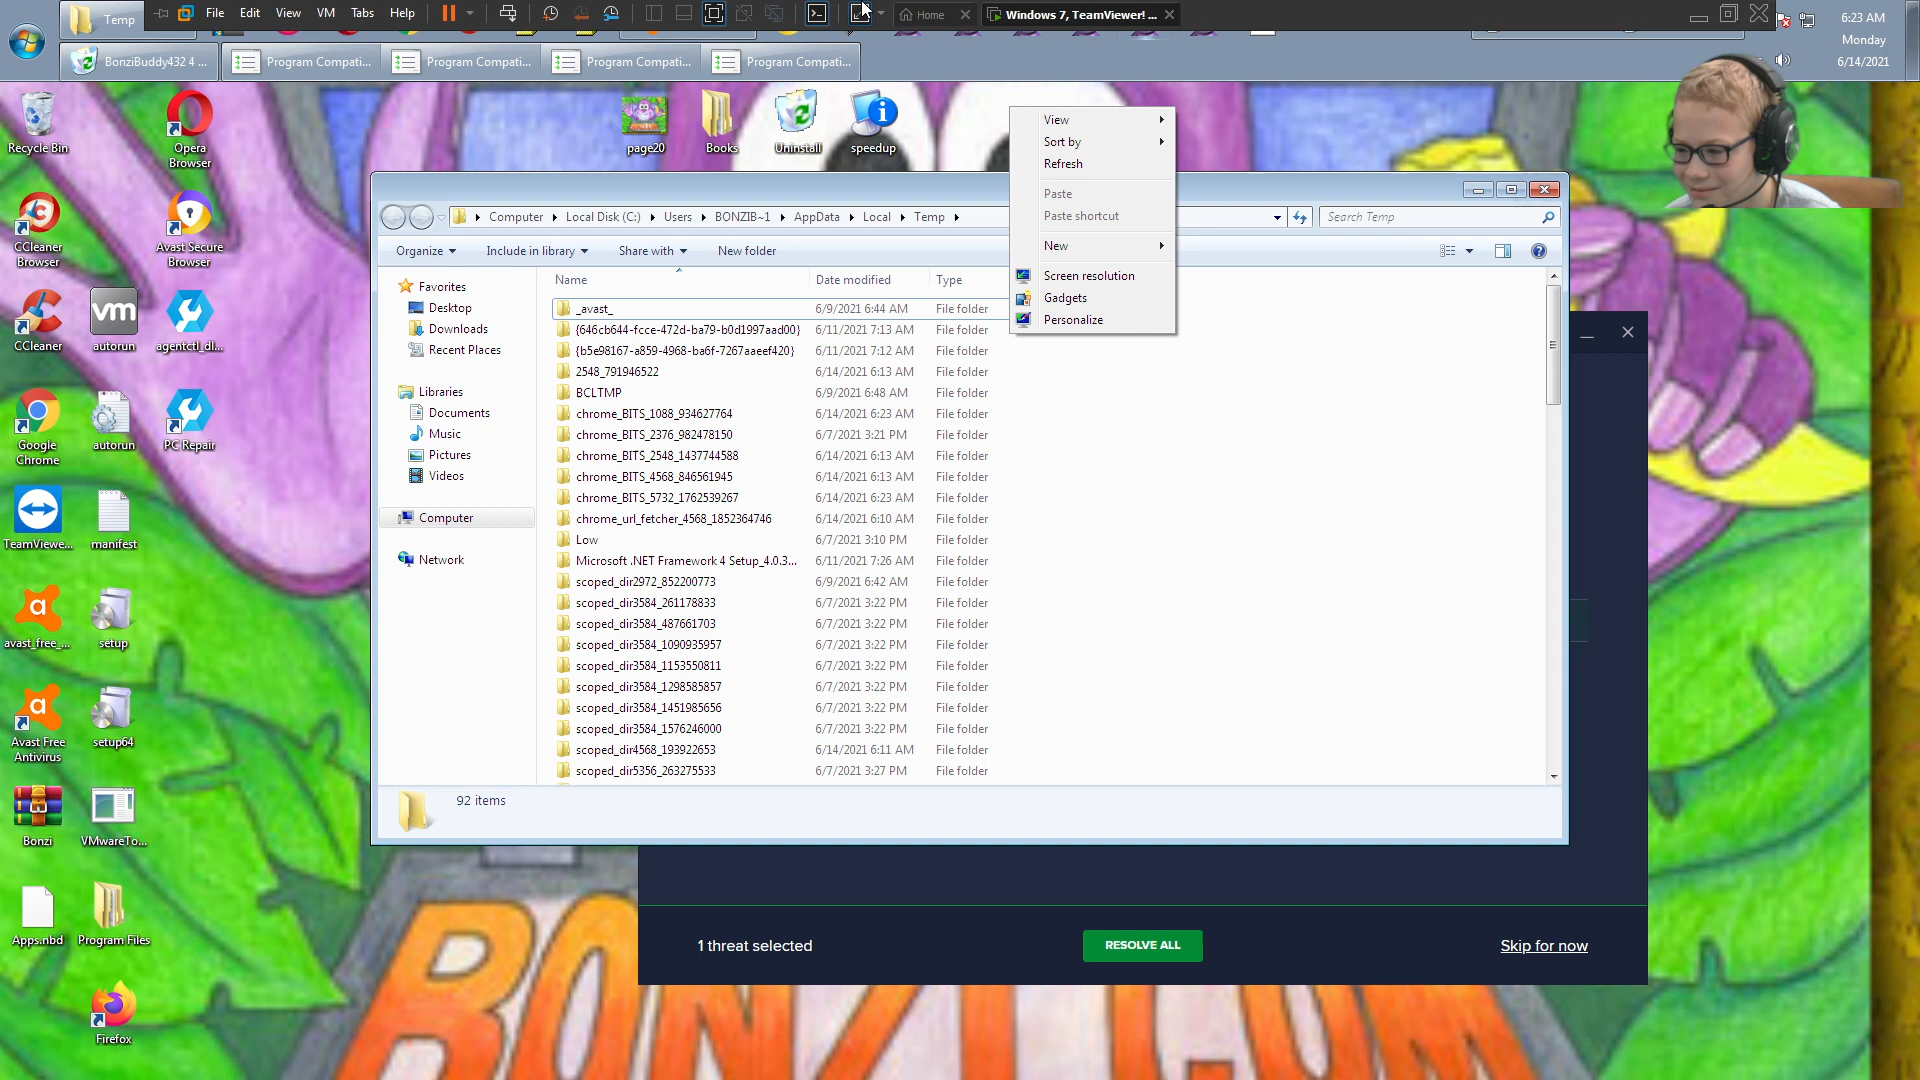 Temp
File Edit View VM Tabs Help
Home
Windows 7, TeamViewer! ...
6:23 AM
Monday
6/14/2021
BonziBuddy432 4 ...
Program Compati...
Program Compati...
Program Compati...
Program Compati...
Recycle Bin
Opera Browser
page20
Books
Uninstall
speedup
CCleaner Browser
Avast Secure Browser
CCleaner
autorun
agentctl_dl...
Google Chrome
autorun
PC Repair
TeamViewe...
manifest
avast_free_...
setup
Avast Free Antivirus
setup64
Bonzi
VMwareTo...
Apps.nbd
Program Files
Firefox
Computer Local Disk (C:) Users BONZIB~1 AppData Local Temp
Search Temp
Organize Include in library Share with New folder
Favorites
Desktop
Downloads
Recent Places
Libraries
Documents
Music
Pictures
Videos
Computer
Network
Name Date modified Type
_avast_ 6/9/2021 6:44 AM File folder
{646cb644-fcce-472d-ba79-b0d1997aad00} 6/11/2021 7:13 AM File folder
{b5e98167-a859-4968-ba6f-7267aaeef420} 6/11/2021 7:12 AM File folder
2548_791946522 6/14/2021 6:13 AM File folder
BCLTMP 6/9/2021 6:48 AM File folder
chrome_BITS_1088_934627764 6/14/2021 6:23 AM File folder
chrome_BITS_2376_982478150 6/7/2021 3:21 PM File folder
chrome_BITS_2548_1437744588 6/14/2021 6:13 AM File folder
chrome_BITS_4568_846561945 6/14/2021 6:13 AM File folder
chrome_BITS_5732_1762539267 6/14/2021 6:23 AM File folder
chrome_url_fetcher_4568_1852364746 6/14/2021 6:10 AM File folder
Low 6/7/2021 3:10 PM File folder
Microsoft .NET Framework 4 Setup_4.0.3... 6/11/2021 7:26 AM File folder
scoped_dir2972_852200773 6/9/2021 6:42 AM File folder
scoped_dir3584_261178833 6/7/2021 3:22 PM File folder
scoped_dir3584_487661703 6/7/2021 3:22 PM File folder
scoped_dir3584_1090935957 6/7/2021 3:22 PM File folder
scoped_dir3584_1153550811 6/7/2021 3:22 PM File folder
scoped_dir3584_1298585857 6/7/2021 3:22 PM File folder
scoped_dir3584_1451985656 6/7/2021 3:22 PM File folder
scoped_dir3584_1576246000 6/7/2021 3:22 PM File folder
scoped_dir4568_193922653 6/14/2021 6:11 AM File folder
scoped_dir5356_263275533 6/7/2021 3:27 PM File folder
92 items
View
Sort by
Refresh
Paste
Paste shortcut
New
Screen resolution
Gadgets
Personalize
1 threat selected
RESOLVE ALL
Skip for now
BONZI.COM